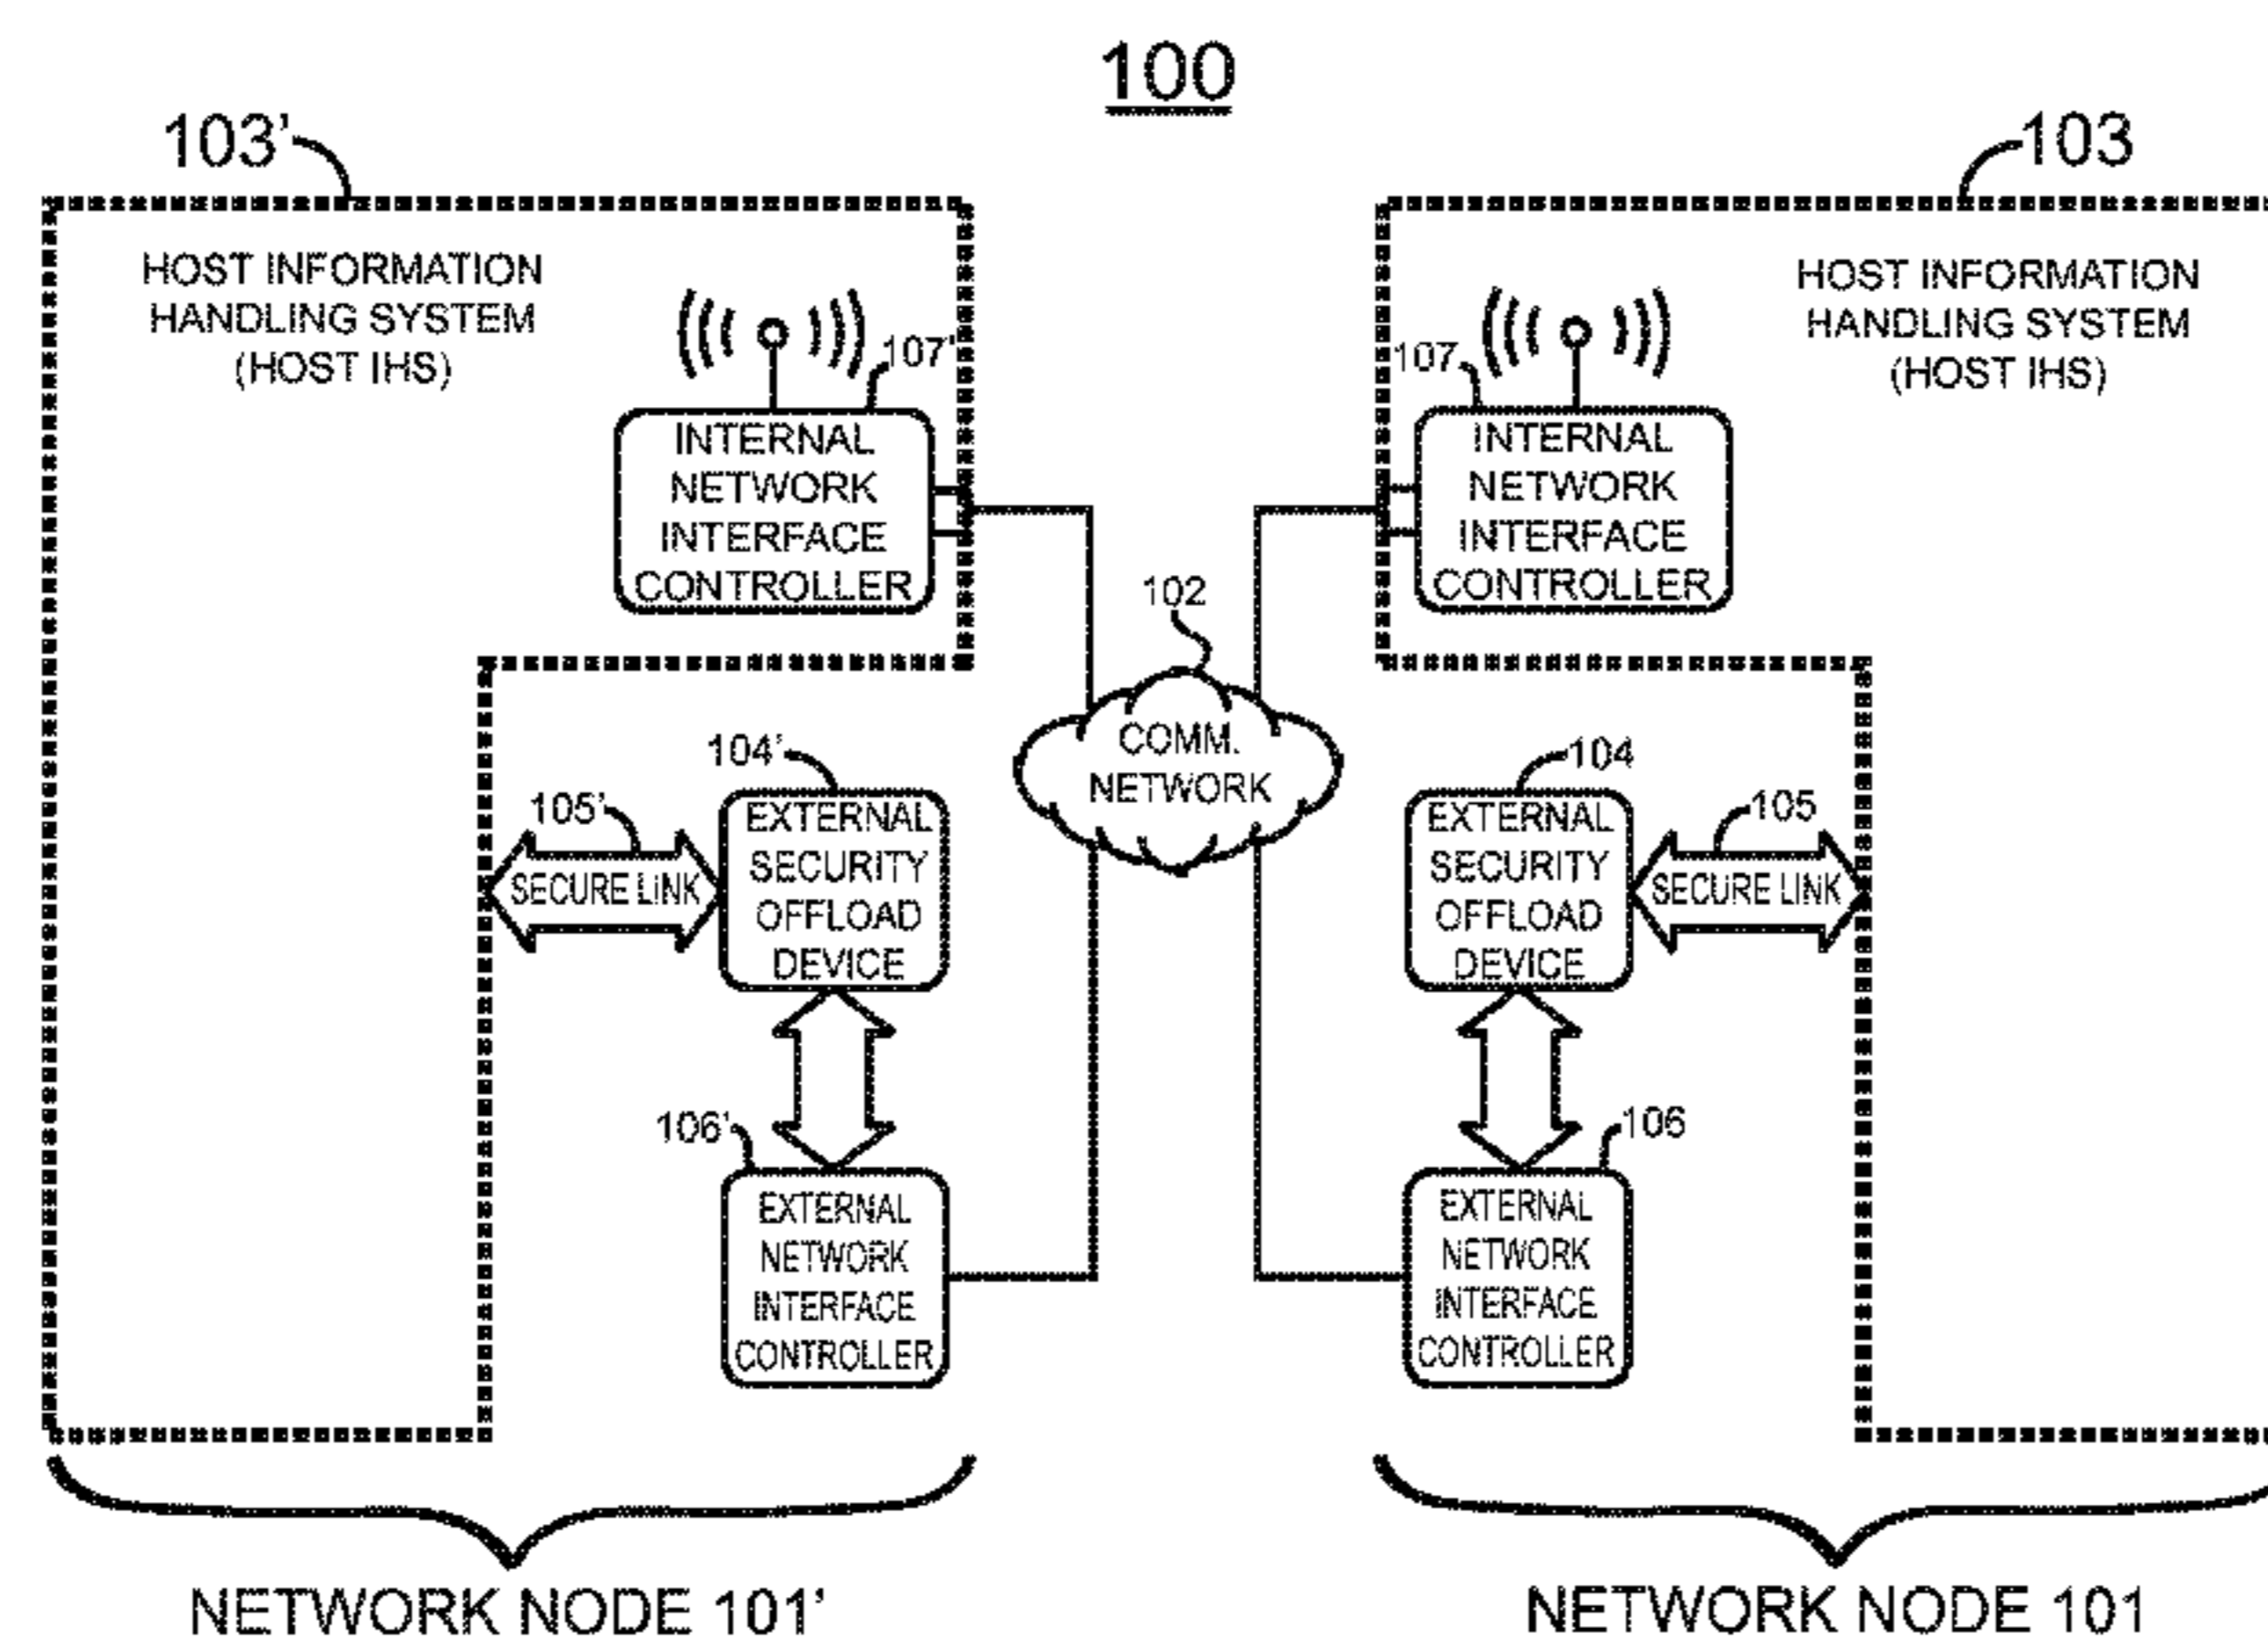 100
103'
103
HOST INFORMATION
HANDLING SYSTEM
(HOST IHS)
HOST INFORMATION
HANDLING SYSTEM
(HOST IHS)
107'
107
INTERNAL
NETWORK
INTERFACE
CONTROLLER
INTERNAL
NETWORK
INTERFACE
CONTROLLER
102
COMM.
NETWORK
104'
104
105'
105
EXTERNAL
SECURITY
OFFLOAD
DEVICE
SECURE LINK
EXTERNAL
SECURITY
OFFLOAD
DEVICE
SECURE LINK
106'
106
EXTERNAL
NETWORK
INTERFACE
CONTROLLER
EXTERNAL
NETWORK
INTERFACE
CONTROLLER
NETWORK NODE 101'
NETWORK NODE 101